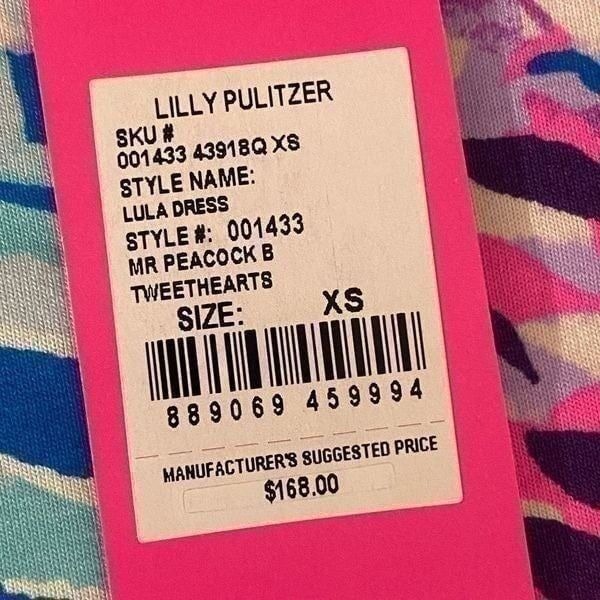 LILLY PULITZER
SKU #
001433 43918Q XS
STYLE NAME:
LULA DRESS
STYLE #: 001433
MR PEACOCK B
TWEETHEARTS
SIZE: XS
889069 459994
MANUFACTURER'S SUGGESTED PRICE
$168.00